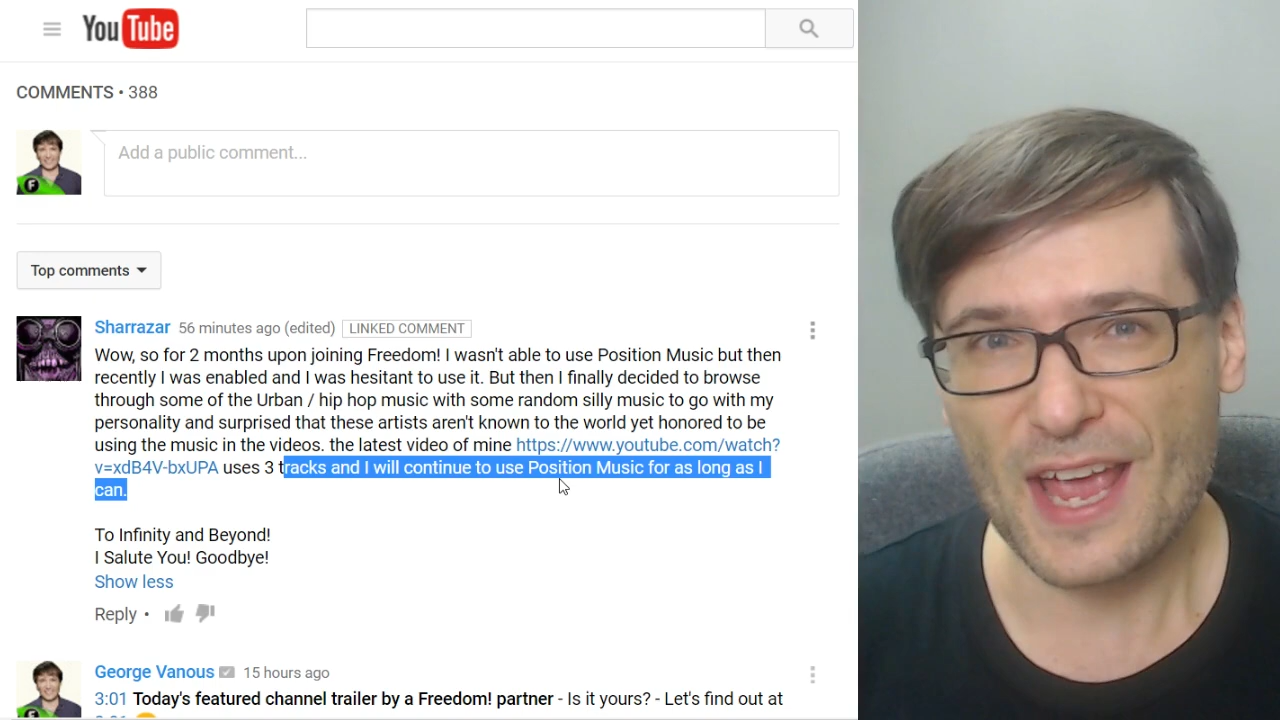 YouTube
COMMENTS • 388
Add a public comment...
Top comments
Sharrazar 56 minutes ago (edited) LINKED COMMENT
Wow, so for 2 months upon joining Freedom! I wasn't able to use Position Music but then
recently I was enabled and I was hesitant to use it. But then I finally decided to browse
through some of the Urban / hip hop music with some random silly music to go with my
personality and surprised that these artists aren't known to the world yet honored to be
using the music in the videos. the latest video of mine https://www.youtube.com/watch?
v=xdB4V-bxUPA uses 3 tracks and I will continue to use Position Music for as long as I
can.
To Infinity and Beyond!
I Salute You! Goodbye!
Show less
Reply •
George Vanous 15 hours ago
3:01 Today's featured channel trailer by a Freedom! partner - Is it yours? - Let's find out at